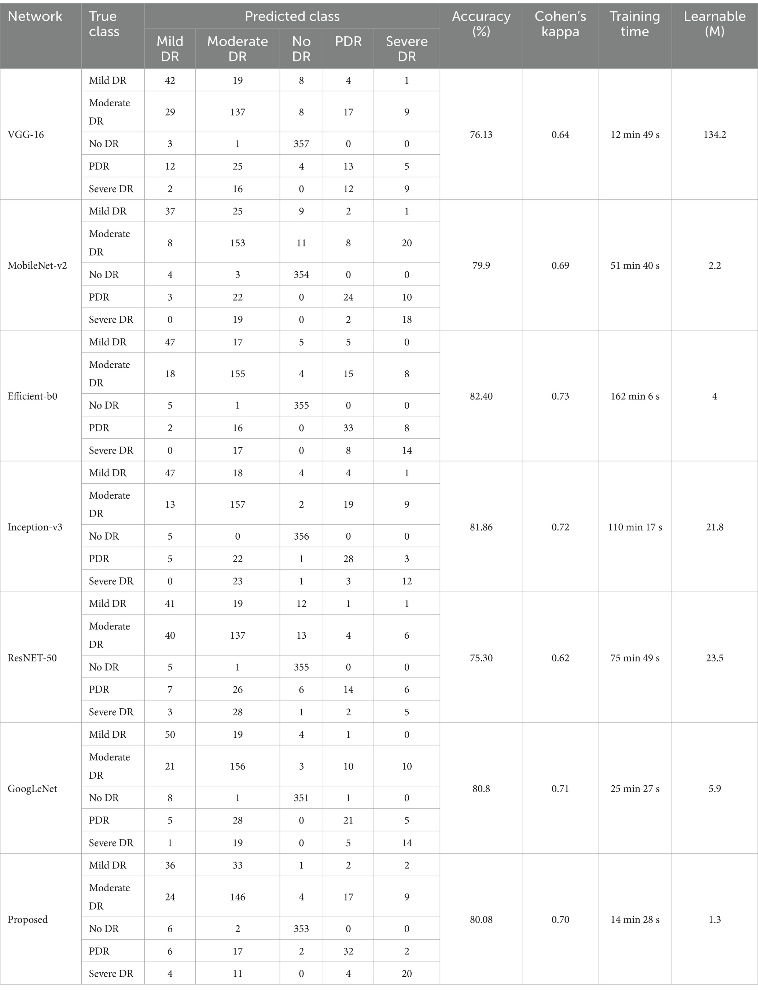 Network True class Predicted class Accuracy (%) Cohen's kappa Training time Learnable (M)
Mild DR Moderate DR No DR PDR Severe DR
VGG-16 Mild DR 42 19 8 4 1 76.13 0.64 12 min 49 s 134.2
Moderate DR 29 137 8 17 9
No DR 3 1 357 0 0
PDR 12 25 4 13 5
Severe DR 2 16 0 12 9
MobileNet-v2 Mild DR 37 25 9 2 1 79.9 0.69 51 min 40 s 2.2
Moderate DR 8 153 11 8 20
No DR 4 3 354 0 0
PDR 3 22 0 24 10
Severe DR 0 19 0 2 18
Efficient-b0 Mild DR 47 17 5 5 0 82.40 0.73 162 min 6 s 4
Moderate DR 18 155 4 15 8
No DR 5 1 355 0 0
PDR 2 16 0 33 8
Severe DR 0 17 0 8 14
Inception-v3 Mild DR 47 18 4 4 1 81.86 0.72 110 min 17 s 21.8
Moderate DR 13 157 2 19 9
No DR 5 0 356 0 0
PDR 5 22 1 28 3
Severe DR 0 23 1 3 12
ResNET-50 Mild DR 41 19 12 1 1 75.30 0.62 75 min 49 s 23.5
Moderate DR 40 137 13 4 6
No DR 5 1 355 0 0
PDR 7 26 6 14 6
Severe DR 3 28 1 2 5
GoogLeNet Mild DR 50 19 4 1 0 80.8 0.71 25 min 27 s 5.9
Moderate DR 21 156 3 10 10
No DR 8 1 351 1 0
PDR 5 28 0 21 5
Severe DR 1 19 0 5 14
Proposed Mild DR 36 33 1 2 2 80.08 0.70 14 min 28 s 1.3
Moderate DR 24 146 4 17 9
No DR 6 2 353 0 0
PDR 6 17 2 32 2
Severe DR 4 11 0 4 20